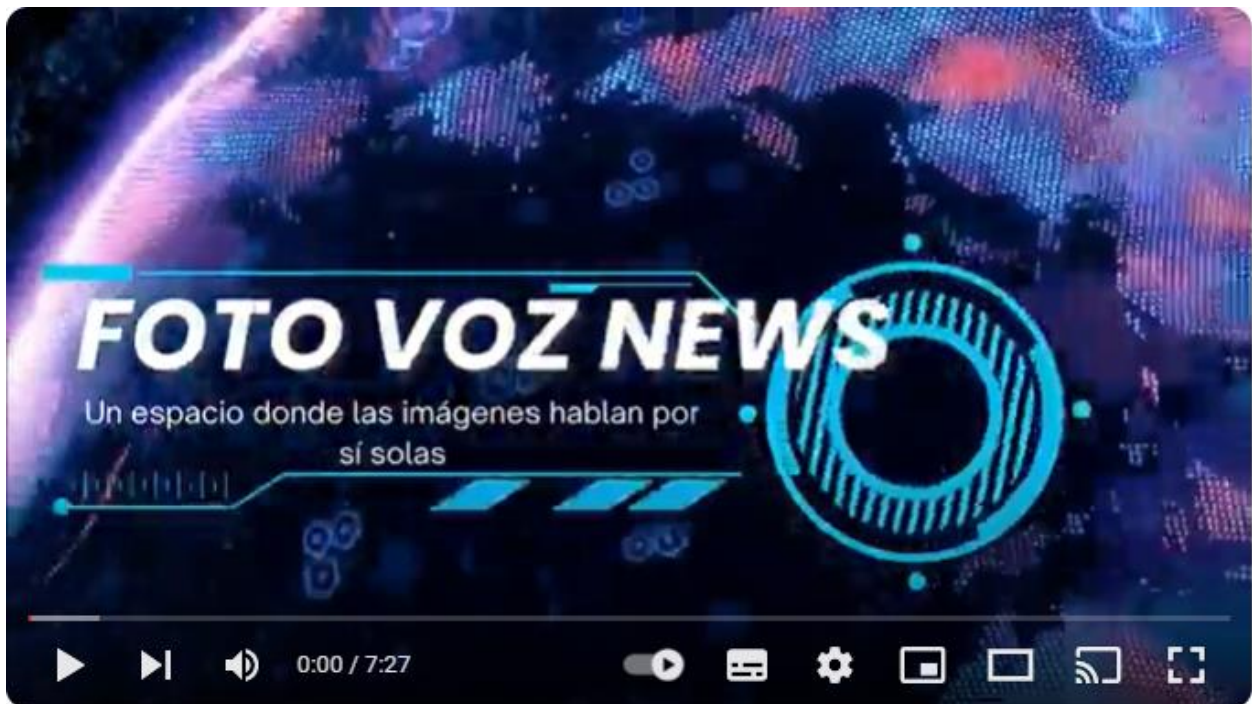 FOTO VOZ NEWS
Un espacio donde las imágenes hablan por
sí solas
0:00 / 7:27